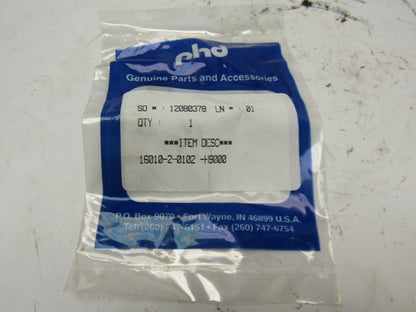 phd
Genuine Parts and Accessories
SO # : 12080378 LN # : 01
QTY : 1
***ITEM DESC***
16010-2-0102 -H9000
P.O. Box 9070 • Fort Wayne, IN 46899 U.S.A.
Tel: (260) 747-6151 • Fax (260) 747-6754